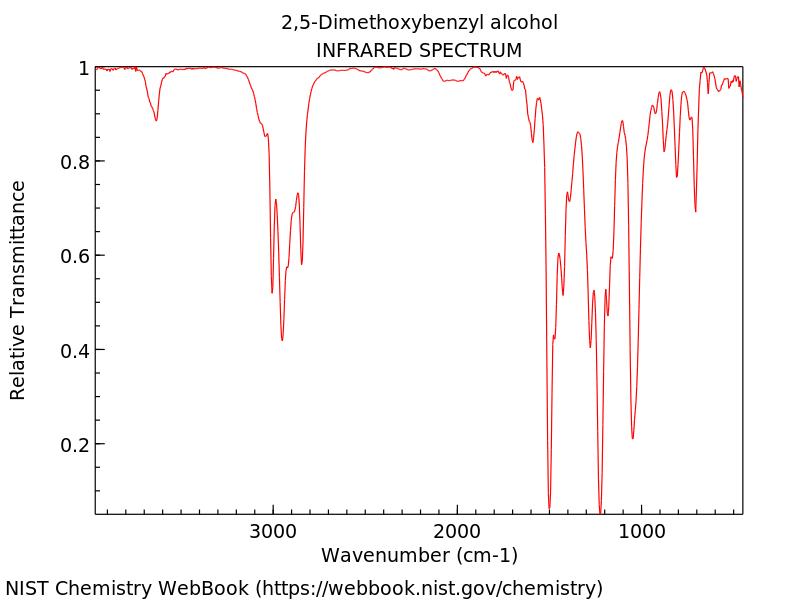 2,5-Dimethoxybenzyl alcohol
INFRARED SPECTRUM
1
0.8
0.6
0.4
0.2
Relative Transmittance
3000 2000 1000
Wavenumber (cm-1)
NIST Chemistry WebBook (https://webbook.nist.gov/chemistry)